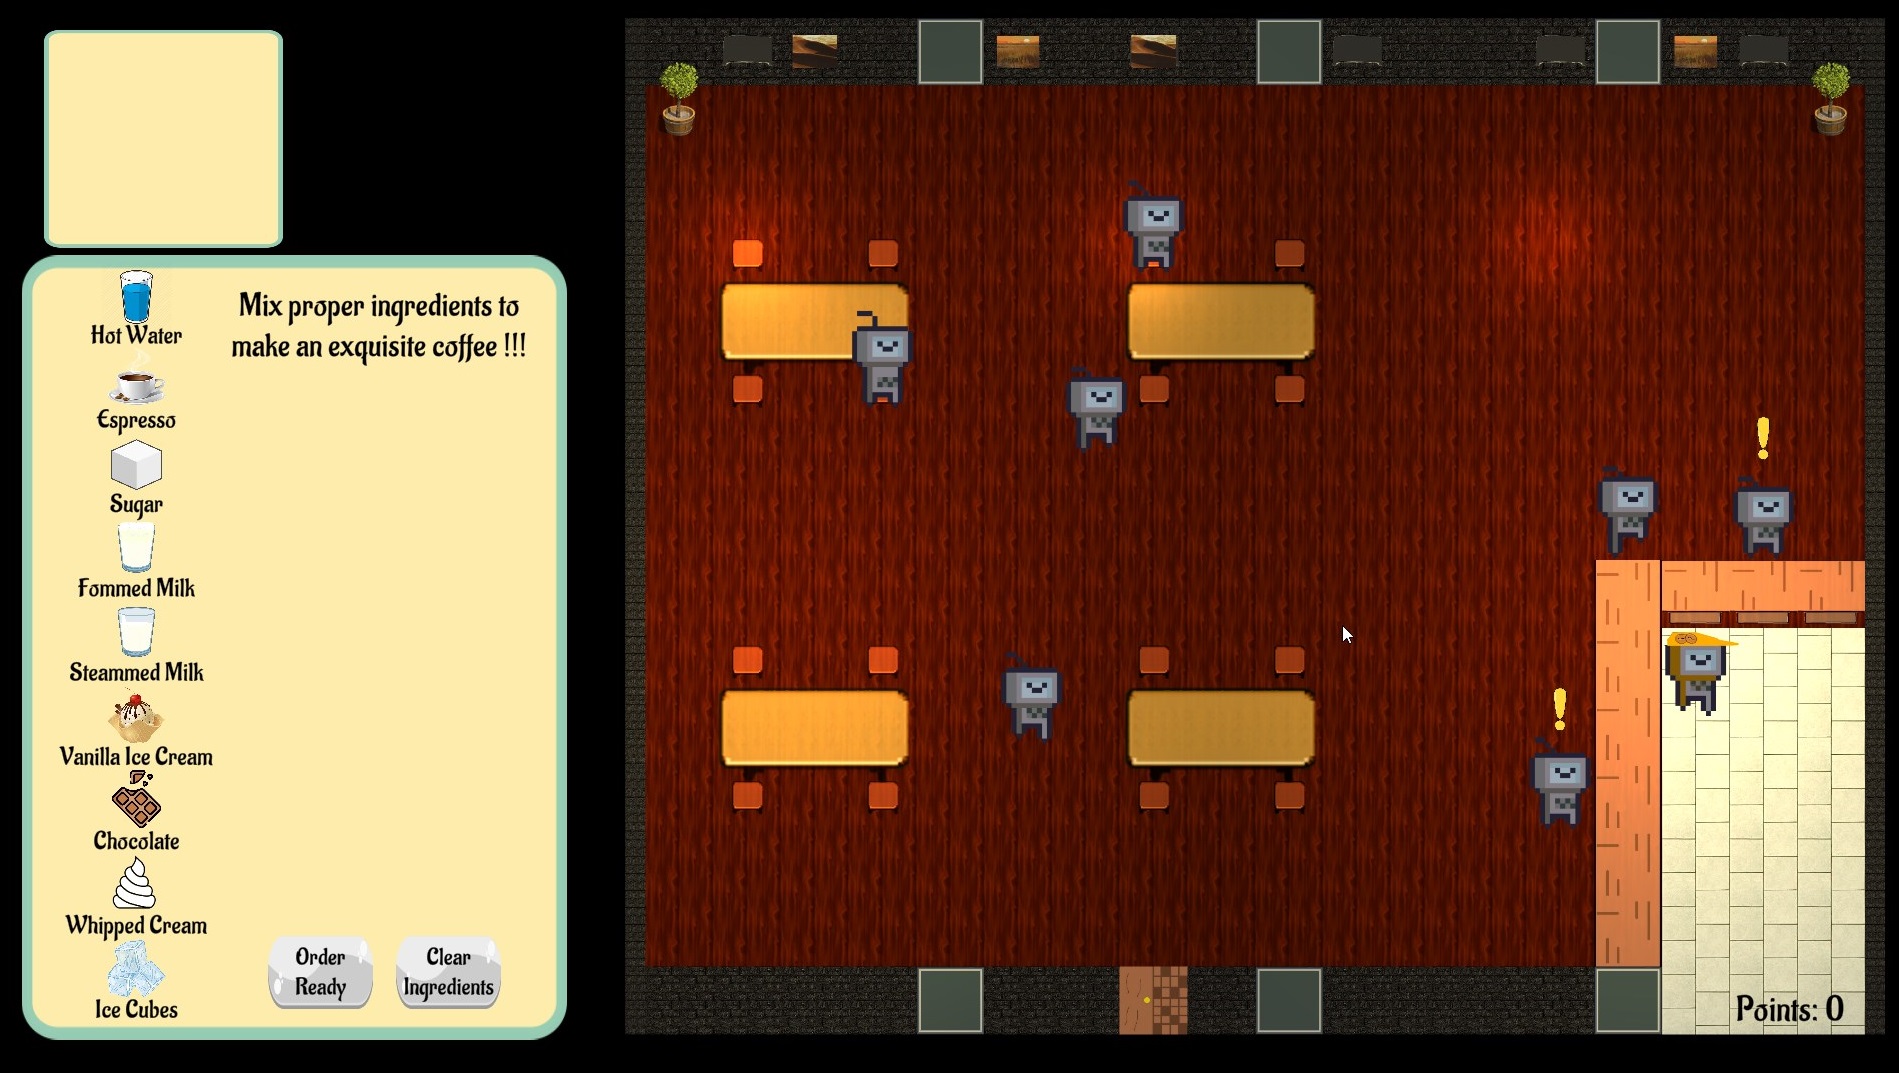 Mix proper ingredients to
make an exquisite coffee !!!
Hot Water
Espresso
Sugar
Fommed Milk
Steammed Milk
Vanilla Ice Cream
Chocolate
Whipped Cream
Ice Cubes
Order
Ready
Clear
Ingredients
!
!
Points: 0